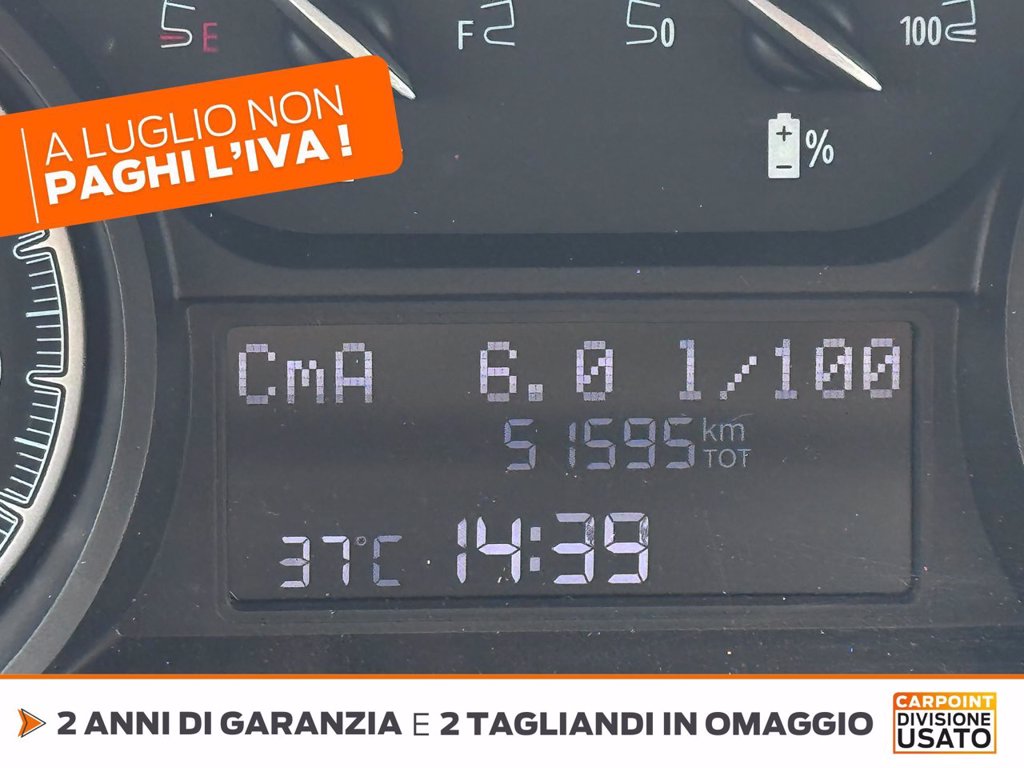 E F 0 100
A LUGLIO NON
PAGHI L'IVA !
+ %
-
CmA 6.0 l/100
51595 km
TOT
37°C 14:39
2 ANNI DI GARANZIA E 2 TAGLIANDI IN OMAGGIO
CARPOINT
DIVISIONE
USATO